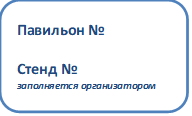 Павильон №
Стенд №
заполняется организатором